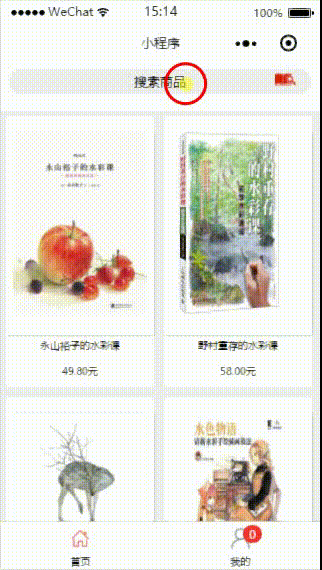 WeChat 15:14 100%
小程序
搜素商品
永山裕子的水彩课
野村重存的水彩课
永山裕子的水彩课
野村重存的水彩课
49.80元
58.00元
水色物语
0
首页
我的